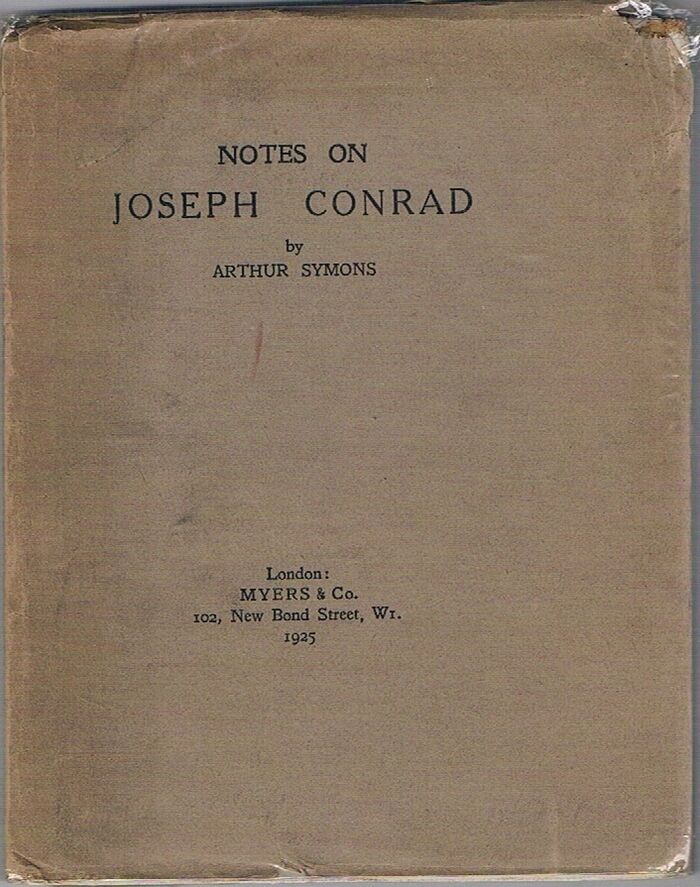 NOTES ON
JOSEPH CONRAD
by
ARTHUR SYMONS
London:
MYERS & Co.
102, New Bond Street, W1.
1925